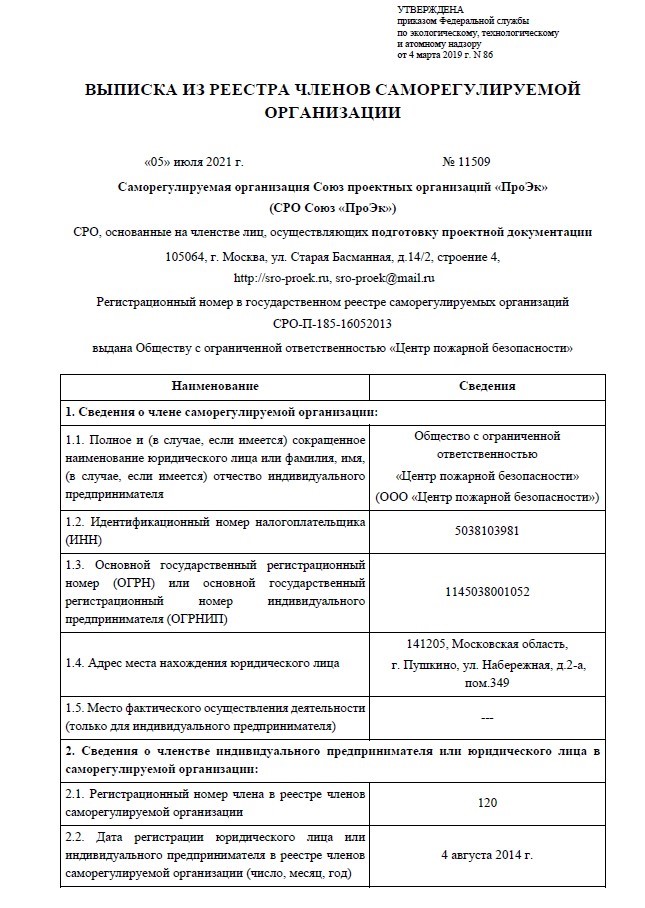 УТВЕРЖДЕНА
приказом Федеральной службы
по экологическому, технологическому
и атомному надзору
от 4 марта 2019 г. N 86
ВЫПИСКА ИЗ РЕЕСТРА ЧЛЕНОВ САМОРЕГУЛИРУЕМОЙ
ОРГАНИЗАЦИИ
«05» июля 2021 г. № 11509
Саморегулируемая организация Союз проектных организаций «ПроЭк»
(СРО Союз «ПроЭк»)
СРО, основанные на членстве лиц, осуществляющих подготовку проектной документации
105064, г. Москва, ул. Старая Басманная, д.14/2, строение 4,
http://sro-proek.ru, sro-proek@mail.ru
Регистрационный номер в государственном реестре саморегулируемых организаций
СРО-П-185-16052013
выдана Обществу с ограниченной ответственностью «Центр пожарной безопасности»
Наименование
Сведения
1. Сведения о члене саморегулируемой организации:
1.1. Полное и (в случае, если имеется) сокращенное
наименование юридического лица или фамилия, имя,
(в случае, если имеется) отчество индивидуального
предпринимателя
Общество с ограниченной
ответственностью
«Центр пожарной безопасности»
(ООО «Центр пожарной безопасности»)
1.2. Идентификационный номер налогоплательщика
(ИНН)
5038103981
1.3. Основной государственный регистрационный
номер (ОГРН) или основной государственный
регистрационный номер индивидуального
предпринимателя (ОГРНИП)
1145038001052
1.4. Адрес места нахождения юридического лица
141205, Московская область,
г. Пушкино, ул. Набережная, д.2-а,
пом.349
1.5. Место фактического осуществления деятельности
(только для индивидуального предпринимателя)
---
2. Сведения о членстве индивидуального предпринимателя или юридического лица в
саморегулируемой организации:
2.1. Регистрационный номер члена в реестре членов
саморегулируемой организации
120
2.2. Дата регистрации юридического лица или
индивидуального предпринимателя в реестре членов
саморегулируемой организации (число, месяц, год)
4 августа 2014 г.